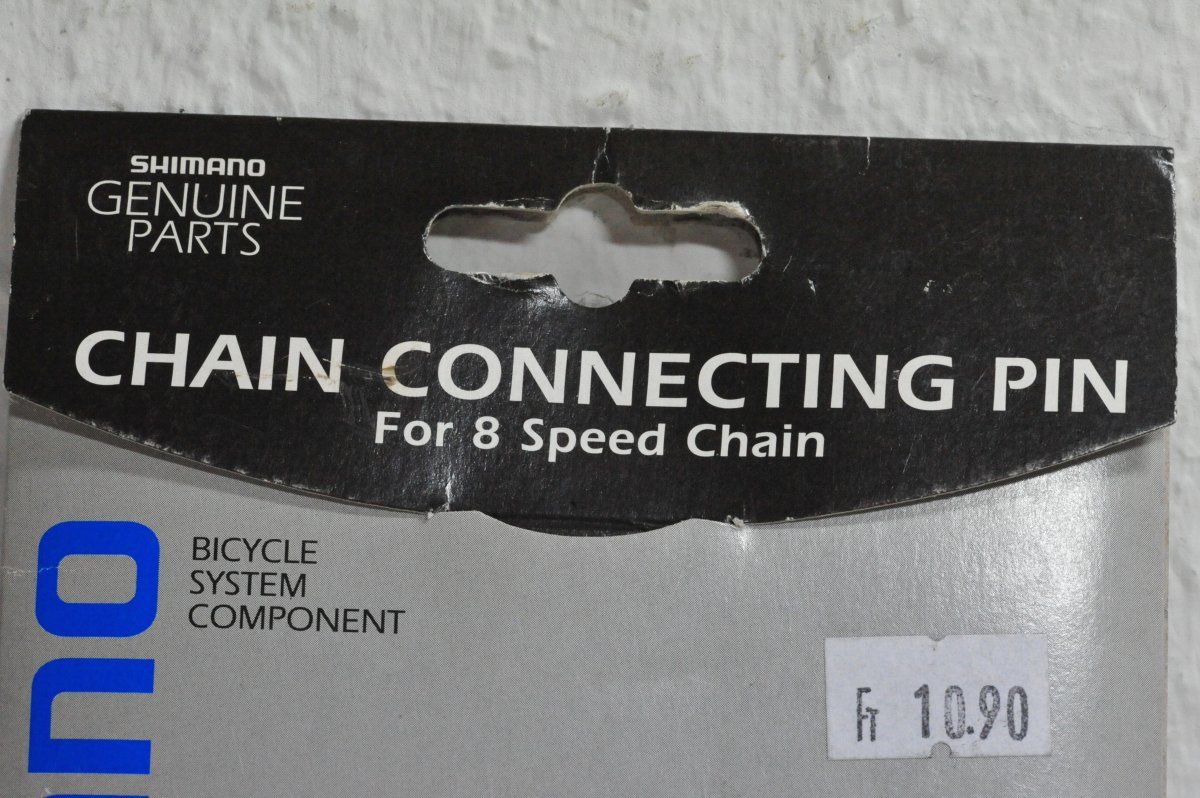 SHIMANO
GENUINE
PARTS
CHAIN CONNECTING PIN
For 8 Speed Chain
BICYCLE
SYSTEM
COMPONENT
Fr 10.90